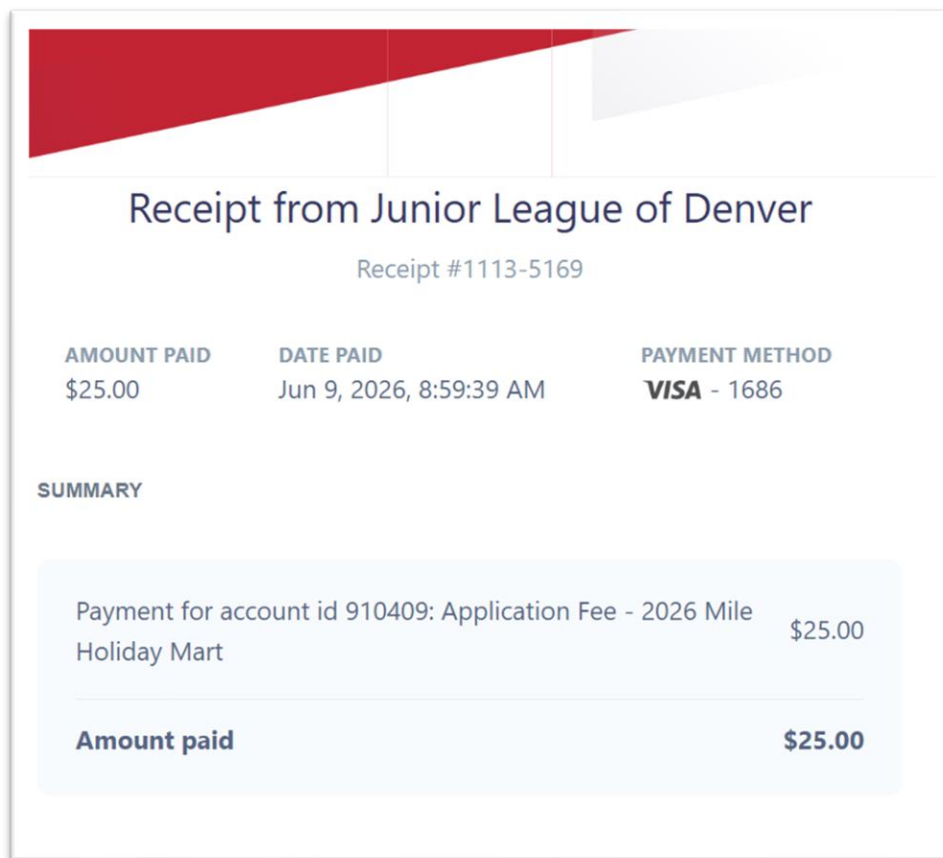 Receipt from Junior League of Denver
Receipt #1113-5169
AMOUNT PAID DATE PAID PAYMENT METHOD
$25.00 Jun 9, 2026, 8:59:39 AM VISA - 1686
SUMMARY
Payment for account id 910409: Application Fee - 2026 Mile $25.00
Holiday Mart
Amount paid $25.00